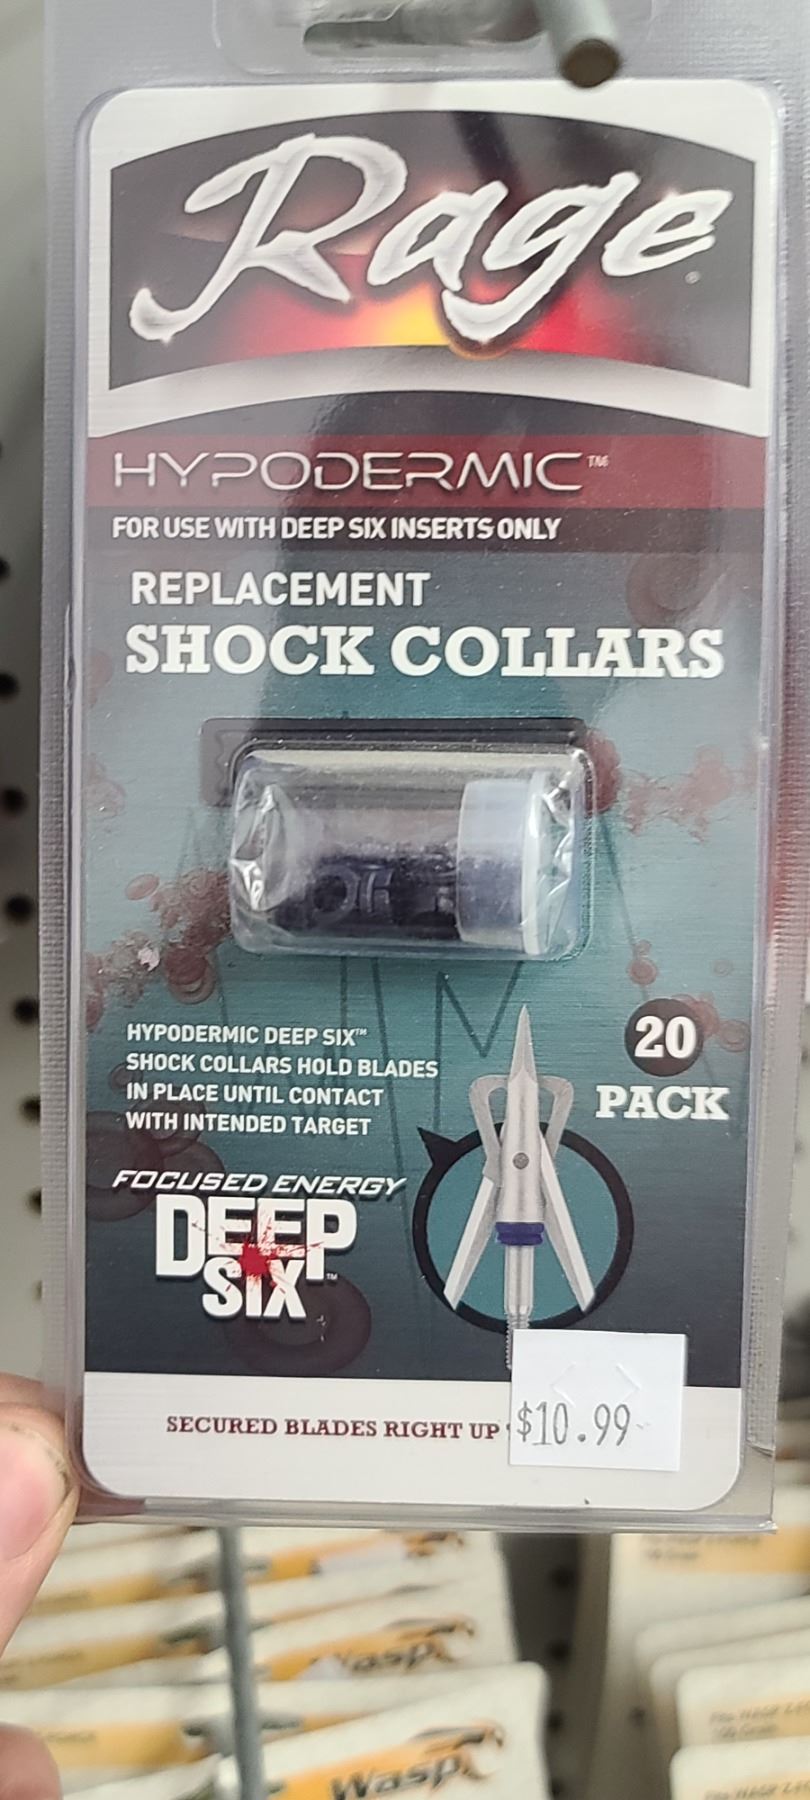 Rage
HYPODERMIC™
FOR USE WITH DEEP SIX INSERTS ONLY
REPLACEMENT
SHOCK COLLARS
HYPODERMIC DEEP SIX™
SHOCK COLLARS HOLD BLADES
IN PLACE UNTIL CONTACT
WITH INTENDED TARGET
20
PACK
FOCUSED ENERGY
DEEP
SIX™
SECURED BLADES RIGHT UP
$10.99
Wasp
Wasp